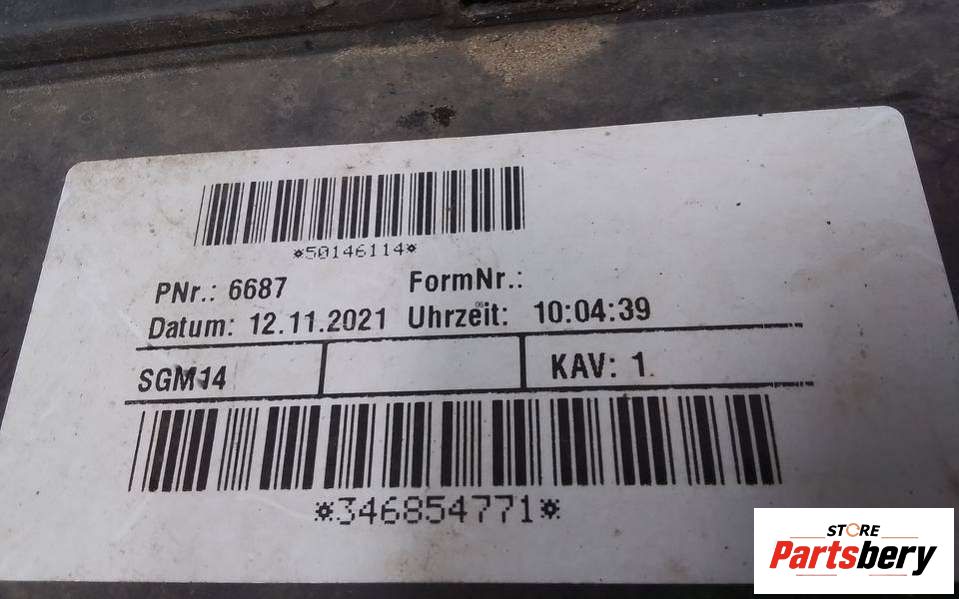 *50146114*
PNr.: 6687 FormNr.:
Datum: 12.11.2021 Uhrzeit: 10:04:39
SGM14 KAV: 1
*346854771*
STORE
Partsbery